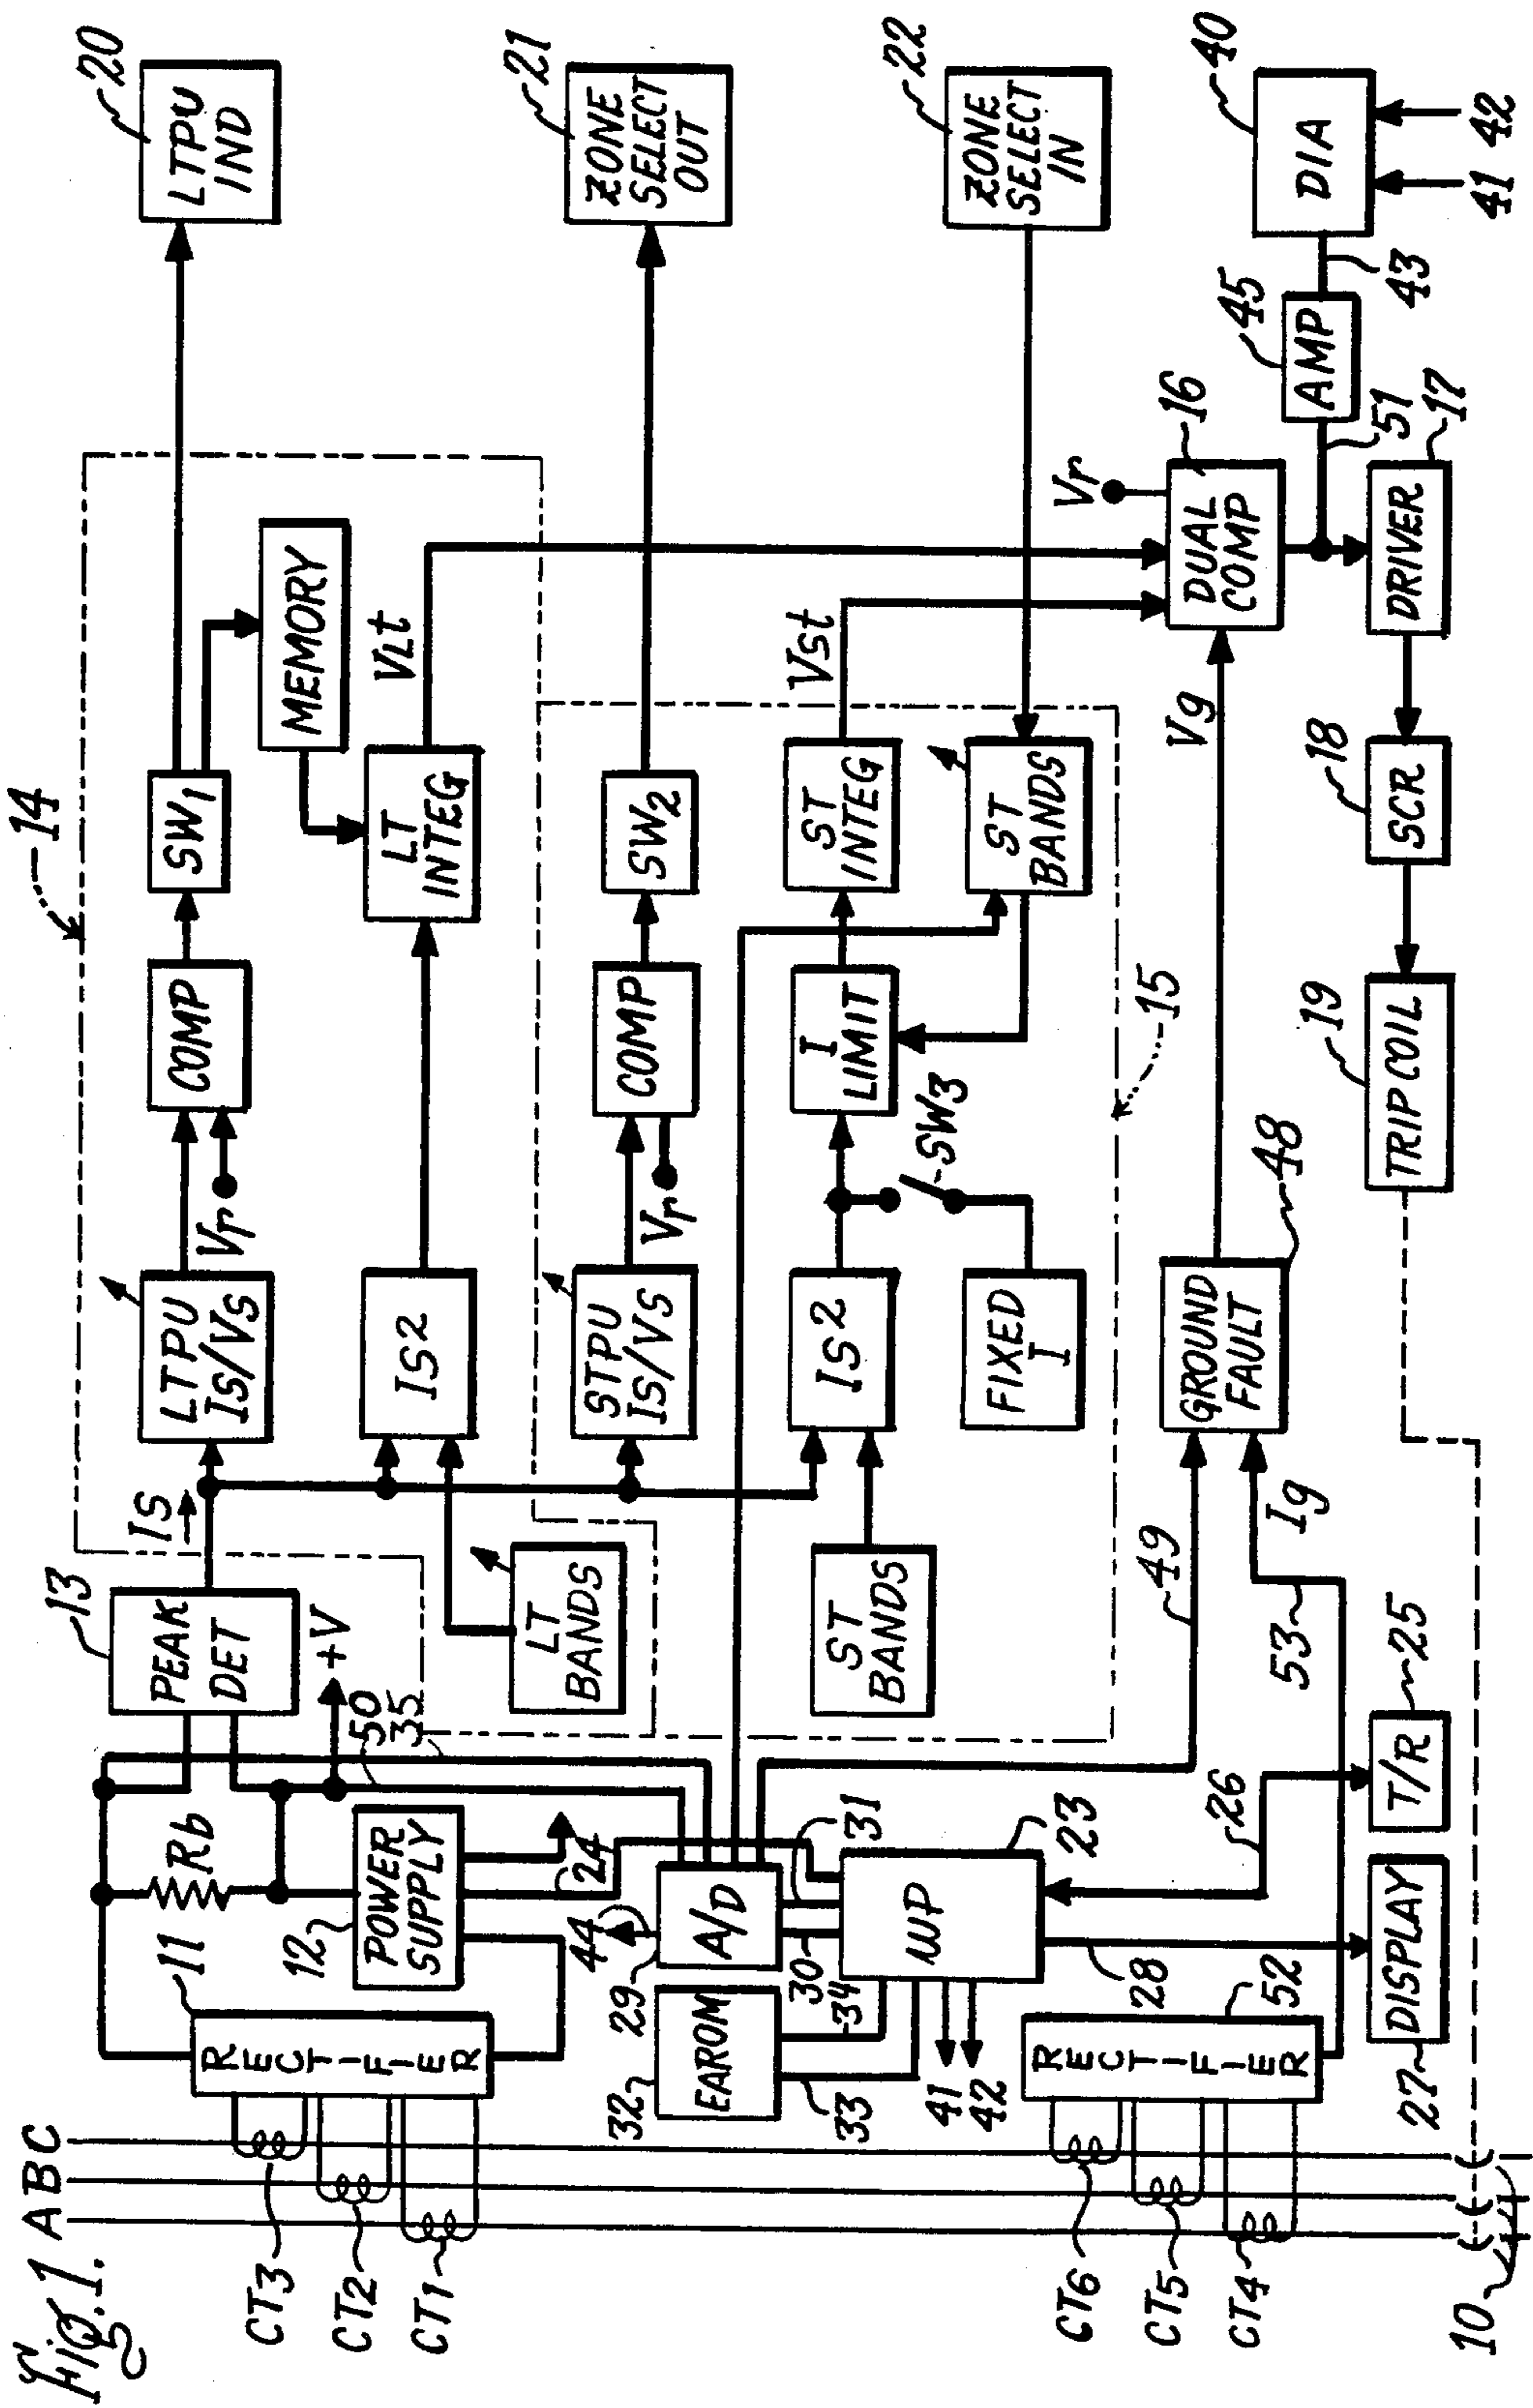 Fig. 1.
A B C
CT3
CT2
CT1
CT6
CT5
CT4
10
11
RECTIFIER
Rb
12
POWER
SUPPLY
+V
50
35
24
13
PEAK
DET
IS
14
LTPU
IS/VS
Vr
COMP
SW1
MEMORY
20
LTPU
IND
LT
BANDS
IS2
LT
INTEG
VLt
STPU
IS/VS
Vr
COMP
SW2
21
ZONE
SELECT
OUT
ST
BANDS
IS2
FIXED
I
SW3
I
LIMIT
ST
INTEG
Vst
ST
BANDS
15
22
ZONE
SELECT
IN
44
29
A/D
30
31
32
EAROM
33
34
µP
23
41
42
26
28
52
RECTIFIER
49
53
Ig
GROUND
FAULT
48
Vg
Vr
16
DUAL
COMP
45
AMP
43
51
40
DIA
41
42
27
DISPLAY
T/R
25
19
TRIP COIL
18
SCR
DRIVER
17